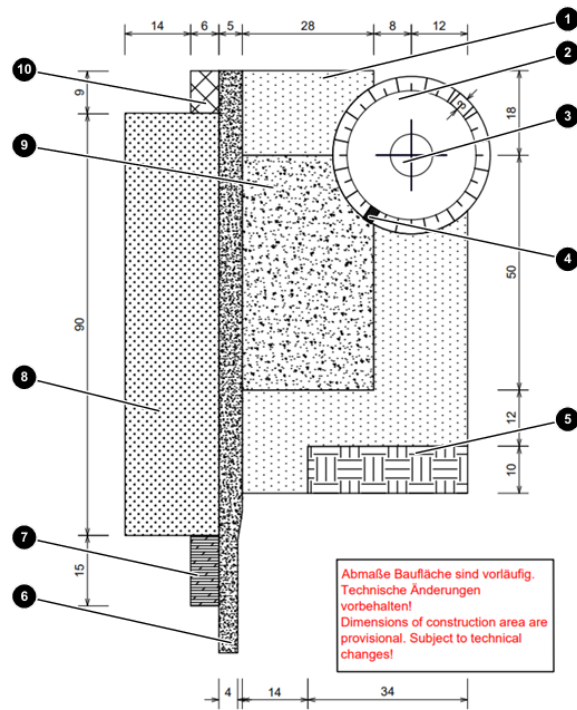 14 6 5 28 8 12
1
2
3
4
5
6
7
8
9
10
9
90
15
18
50
12
10
3
Abmaße Baufläche sind vorläufig.
Technische Änderungen
vorbehalten!
Dimensions of construction area are
provisional. Subject to technical
changes!
4 14 34